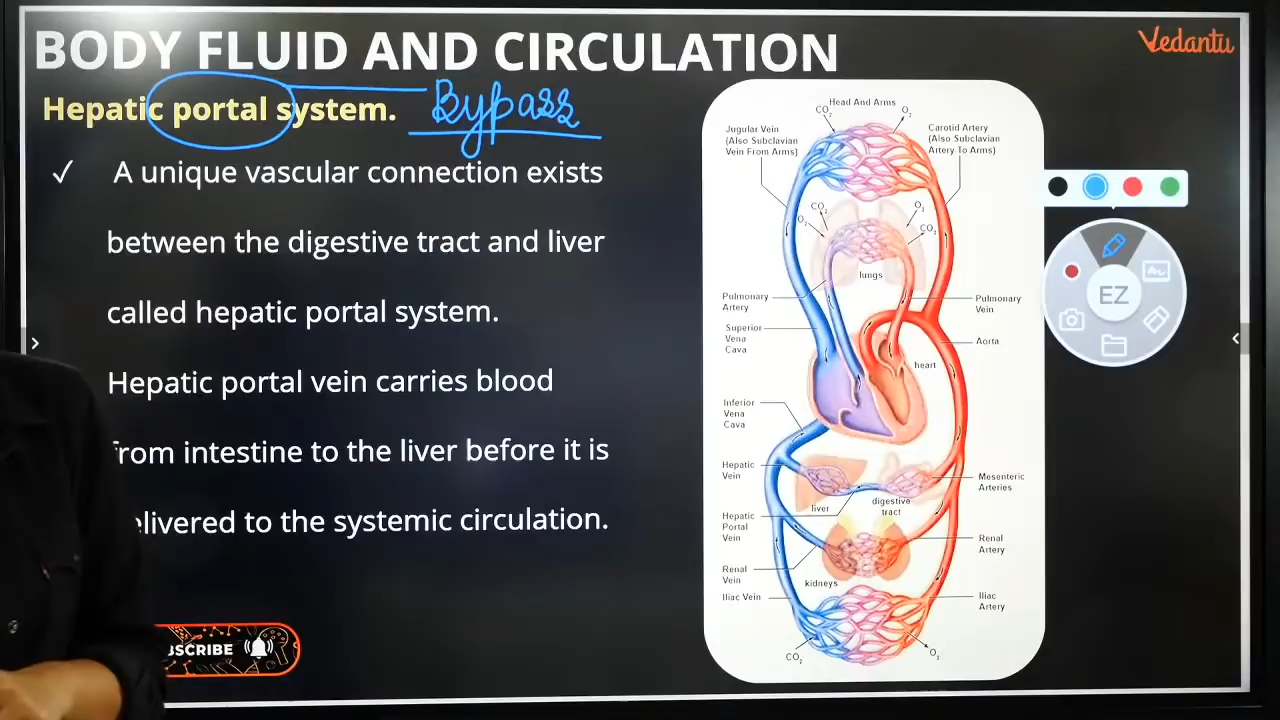 BODY FLUID AND CIRCULATION
Vedantu
Hepatic portal system. Bypass
✓ A unique vascular connection exists
between the digestive tract and liver
called hepatic portal system.
Hepatic portal vein carries blood
from intestine to the liver before it is
elivered to the systemic circulation.
SCRIBE
Head And Arms
CO2
O2
Jugular Vein
(Also Subclavian
Vein From Arms)
Carotid Artery
(Also Subclavian
Artery To Arms)
CO2
O2
O2
CO2
lungs
Pulmonary
Artery
Pulmonary
Vein
Superior
Vena
Cava
Aorta
heart
Inferior
Vena
Cava
Hepatic
Vein
Mesenteric
Arteries
liver
digestive
tract
Hepatic
Portal
Vein
Renal
Artery
Renal
Vein
kidneys
Iliac Vein
Iliac
Artery
CO2
O2
EZ